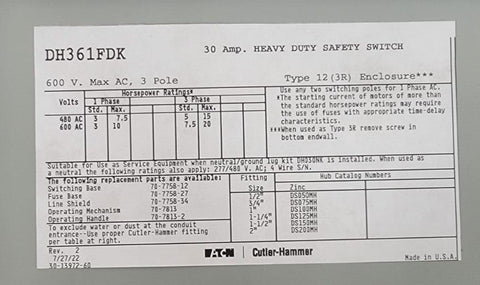 DH361FDK
30 Amp. HEAVY DUTY SAFETY SWITCH
600 V. Max AC, 3 Pole
Type 12(3R) Enclosure***
Horsepower Ratings*
Volts
1 Phase
3 Phase
Std. Max. Std. Max.
480 AC 3 7.5 5 15
600 AC 3 10 7.5 20
Use any two switching poles for 1 Phase AC.
*The starting current of motors of more than
the standard horsepower ratings may require
the use of fuses with appropriate time-delay
characteristics.
***When used as Type 3R remove screw in
bottom endwall.
Suitable for Use as Service Equipment when neutral/ground lug kit DH030NK is installed. When used as
a neutral the following ratings also apply: 277/480 V. AC; 4 Wire S/N.
The following replacement parts are available:
Switching Base 70-7758-12
Fuse Base 70-7758-27
Line Shield 70-7758-34
Operating Mechanism 70-7813
Operating Handle 70-7813-2
To exclude water or dust at the conduit
entrance--Use proper Cutler-Hammer fitting
per table at right.
Fitting Hub Catalog Numbers
Size Zinc
1/2" DS050MH
3/4" DS075MH
1" DS100MH
1-1/4" DS125MH
1-1/2" DS150MH
2" DS200MH
Rev. 2
7/27/22
30-13972-60
EATON Cutler-Hammer
Made in U.S.A.